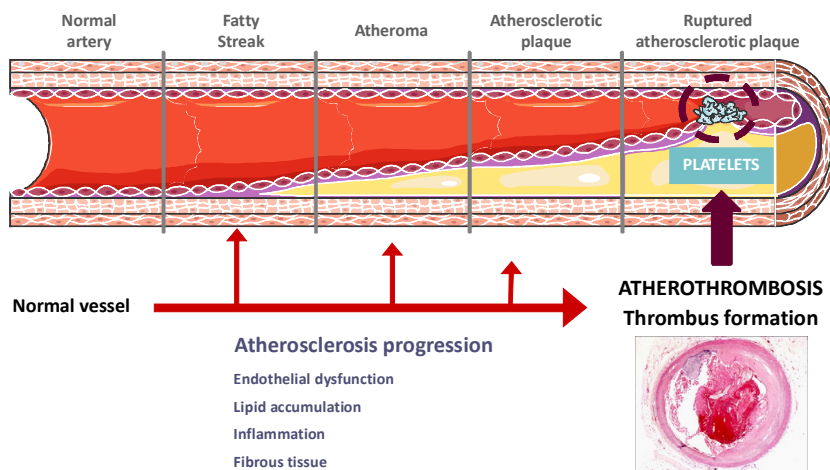 Normal
artery
Fatty
Streak
Atheroma
Atherosclerotic
plaque
Ruptured
atherosclerotic plaque
PLATELETS
Normal vessel
ATHEROTHROMBOSIS
Thrombus formation
Atherosclerosis progression
Endothelial dysfunction
Lipid accumulation
Inflammation
Fibrous tissue